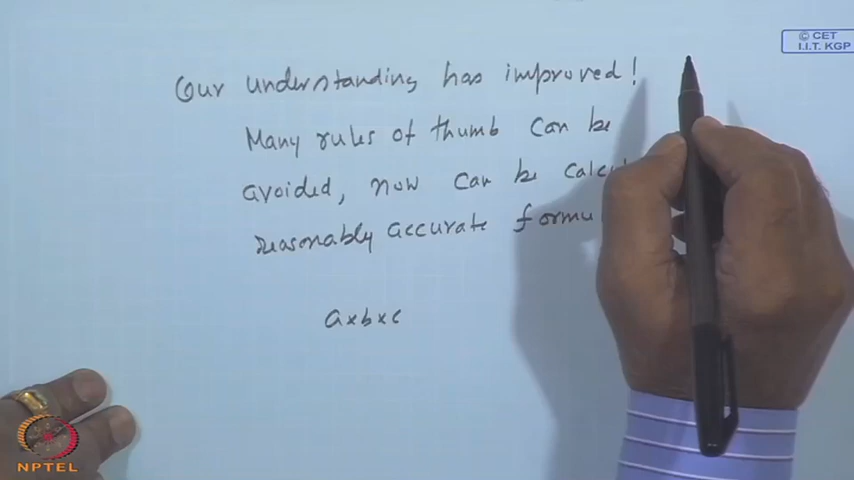 © CET
I.I.T. KGP
Our understanding has improved!
Many rules of thumb can be
avoided, now can be
reasonably accurate
a×b×c
NPTEL